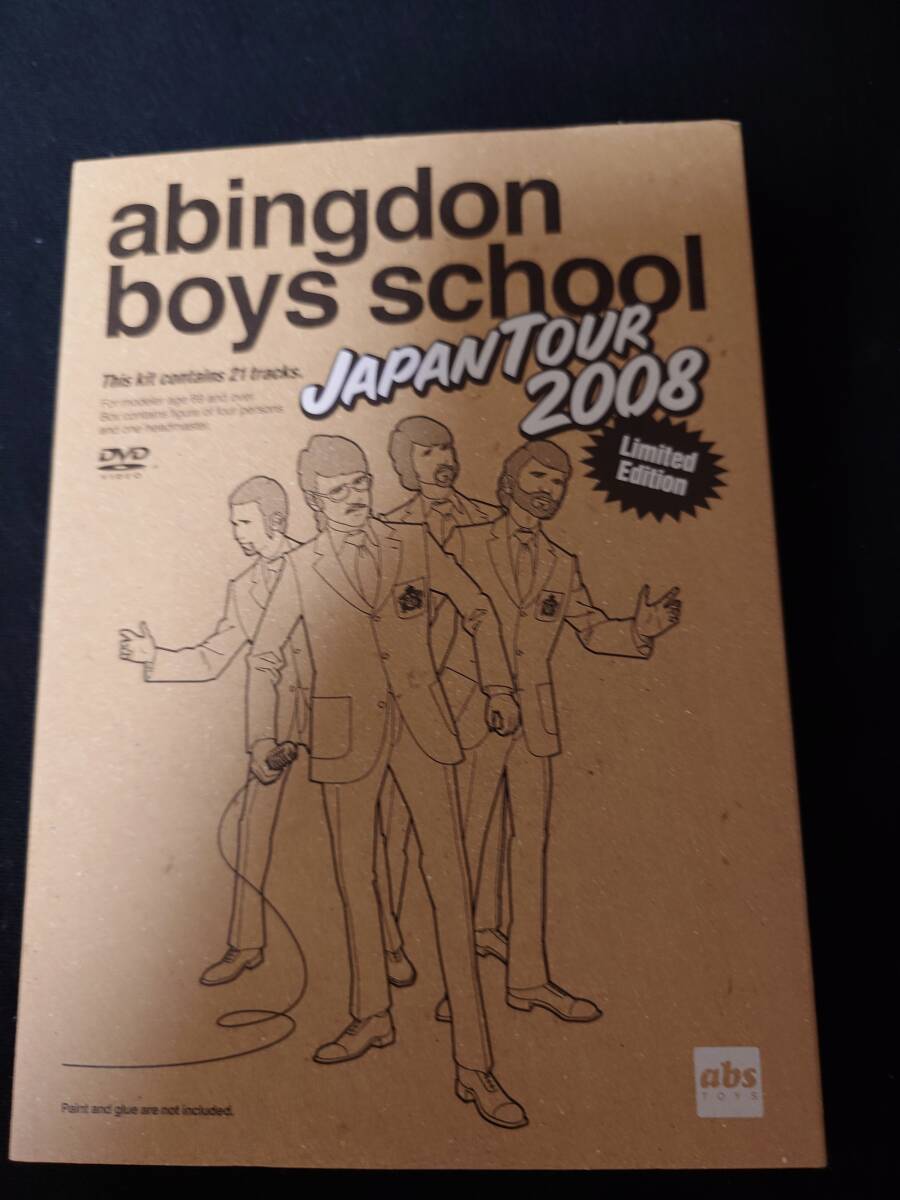 abingdon
boys school
JAPAN TOUR
2008
This kit contains 21 tracks.
For modeler age 69 and over.
Box contains figure of four persons
and one headmaster.
Limited
Edition
DVD
VIDEO
Paint and glue are not included.
abs
TOYS